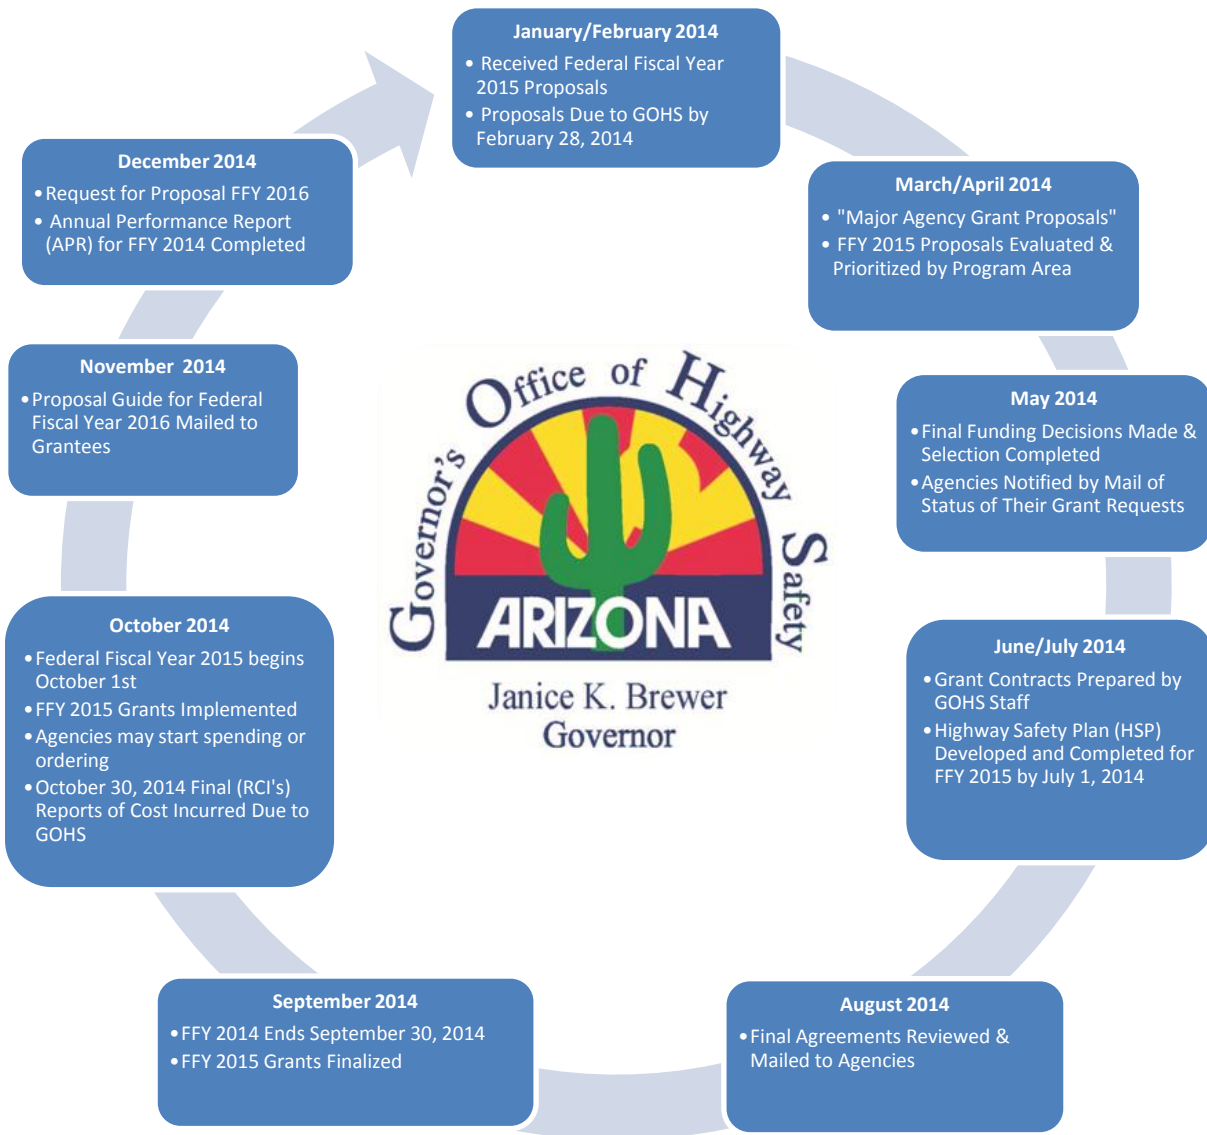 January/February 2014
• Received Federal Fiscal Year
2015 Proposals
• Proposals Due to GOHS by
February 28, 2014
March/April 2014
• "Major Agency Grant Proposals"
• FFY 2015 Proposals Evaluated &
Prioritized by Program Area
May 2014
• Final Funding Decisions Made &
Selection Completed
• Agencies Notified by Mail of
Status of Their Grant Requests
June/July 2014
• Grant Contracts Prepared by
GOHS Staff
• Highway Safety Plan (HSP)
Developed and Completed for
FFY 2015 by July 1, 2014
August 2014
• Final Agreements Reviewed &
Mailed to Agencies
September 2014
• FFY 2014 Ends September 30, 2014
• FFY 2015 Grants Finalized
October 2014
• Federal Fiscal Year 2015 begins
October 1st
• FFY 2015 Grants Implemented
• Agencies may start spending or
ordering
• October 30, 2014 Final (RCI's)
Reports of Cost Incurred Due to
GOHS
November 2014
• Proposal Guide for Federal
Fiscal Year 2016 Mailed to
Grantees
December 2014
• Request for Proposal FFY 2016
• Annual Performance Report
(APR) for FFY 2014 Completed
Governor's Office of Highway Safety
ARIZONA
Janice K. Brewer
Governor